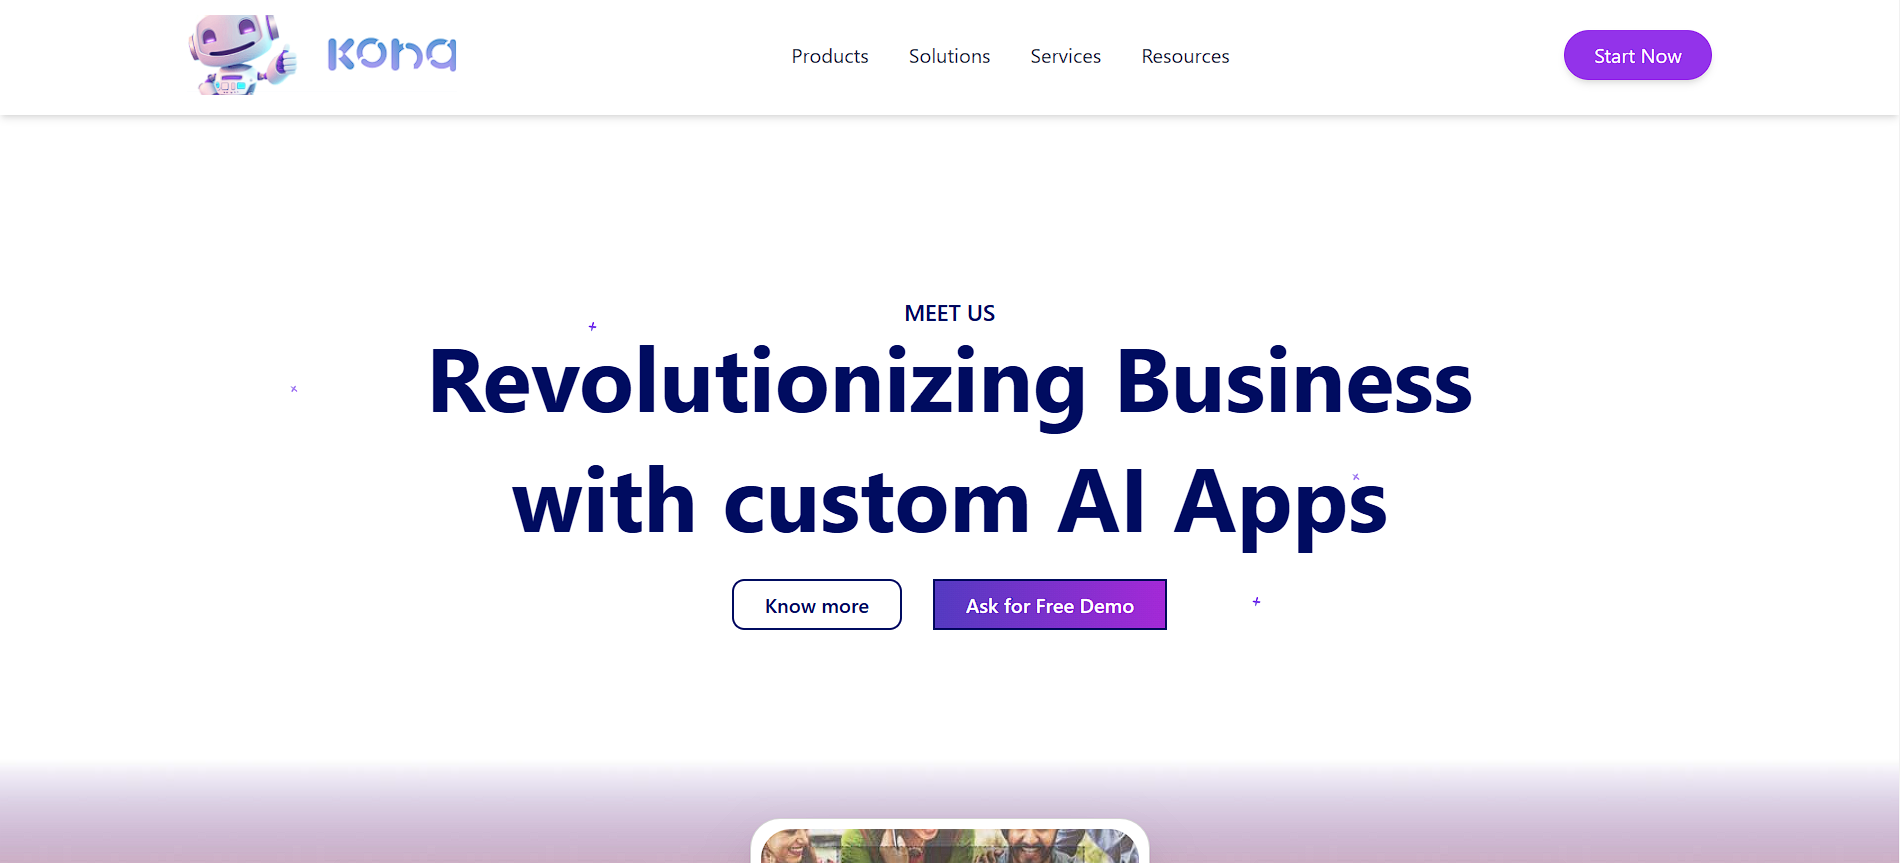 kona
Products
Solutions
Services
Resources
Start Now
MEET US
Revolutionizing Business
with custom AI Apps
Know more
Ask for Free Demo